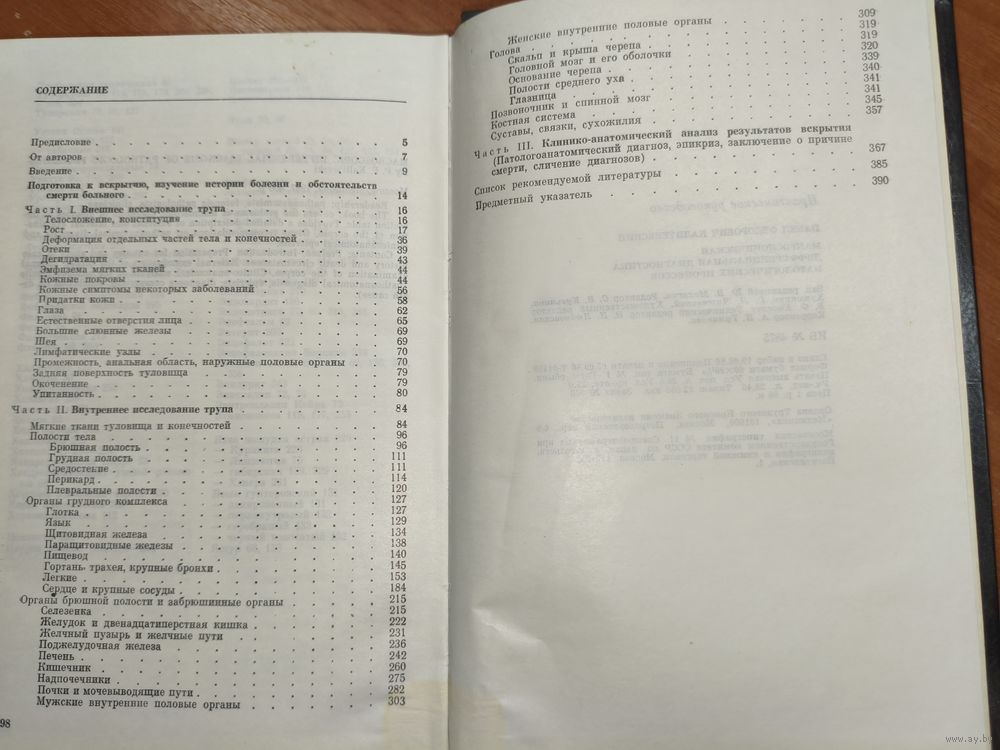 СОДЕРЖАНИЕ
Предисловие . . . 5
От авторов . . . 7
Введение . . . 9
Подготовка к вскрытию, изучение истории болезни и обстоятельств
смерти больного . . . 14
Часть I. Внешнее исследование трупа . . . 16
Телосложение, конституция . . . 16
Рост . . . 17
Деформация отдельных частей тела и конечностей . . . 36
Отеки . . . 39
Дегидратация . . . 43
Эмфизема мягких тканей . . . 44
Кожные покровы . . . 44
Кожные симптомы некоторых заболеваний . . . 56
Придатки кожи . . . 58
Глаза . . . 62
Естественные отверстия лица . . . 65
Большие слюнные железы . . . 69
Шея . . . 69
Лимфатические узлы . . . 70
Промежность, анальная область, наружные половые органы . . . 70
Задняя поверхность туловища . . . 79
Окоченение . . . 79
Упитанность . . . 80
Часть II. Внутреннее исследование трупа . . . 84
Мягкие ткани туловища и конечностей . . . 84
Полости тела . . . 96
Брюшная полость . . . 96
Грудная полость . . . 111
Средостение . . . 111
Перикард . . . 114
Плевральные полости . . . 120
Органы грудного комплекса . . . 127
Глотка . . . 127
Язык . . . 129
Щитовидная железа . . . 134
Паращитовидные железы . . . 138
Пищевод . . . 140
Гортань, трахея, крупные бронхи . . . 145
Легкие . . . 153
Сердце и крупные сосуды . . . 184
Органы брюшной полости и забрюшинные органы . . . 215
Селезенка . . . 215
Желудок и двенадцатиперстная кишка . . . 222
Желчный пузырь и желчные пути . . . 231
Поджелудочная железа . . . 236
Печень . . . 242
Кишечник . . . 260
Надпочечники . . . 275
Почки и мочевыводящие пути . . . 282
Мужские внутренние половые органы . . . 303
98
Женские внутренние половые органы . . . 309
Голова . . . 319
Скальп и крыша черепа . . . 319
Головной мозг и его оболочки . . . 320
Основание черепа . . . 339
Полости среднего уха . . . 340
Глазница . . . 341
Позвоночник и спинной мозг . . . 341
Костная система . . . 345
Суставы, связки, сухожилия . . . 357
Часть III. Клинико-анатомический анализ результатов вскрытия
(Патологоанатомический диагноз, эпикриз, заключение о причине
смерти, сличение диагнозов) . . . 367
Список рекомендуемой литературы . . . 385
Предметный указатель . . . 390
www.ay.by